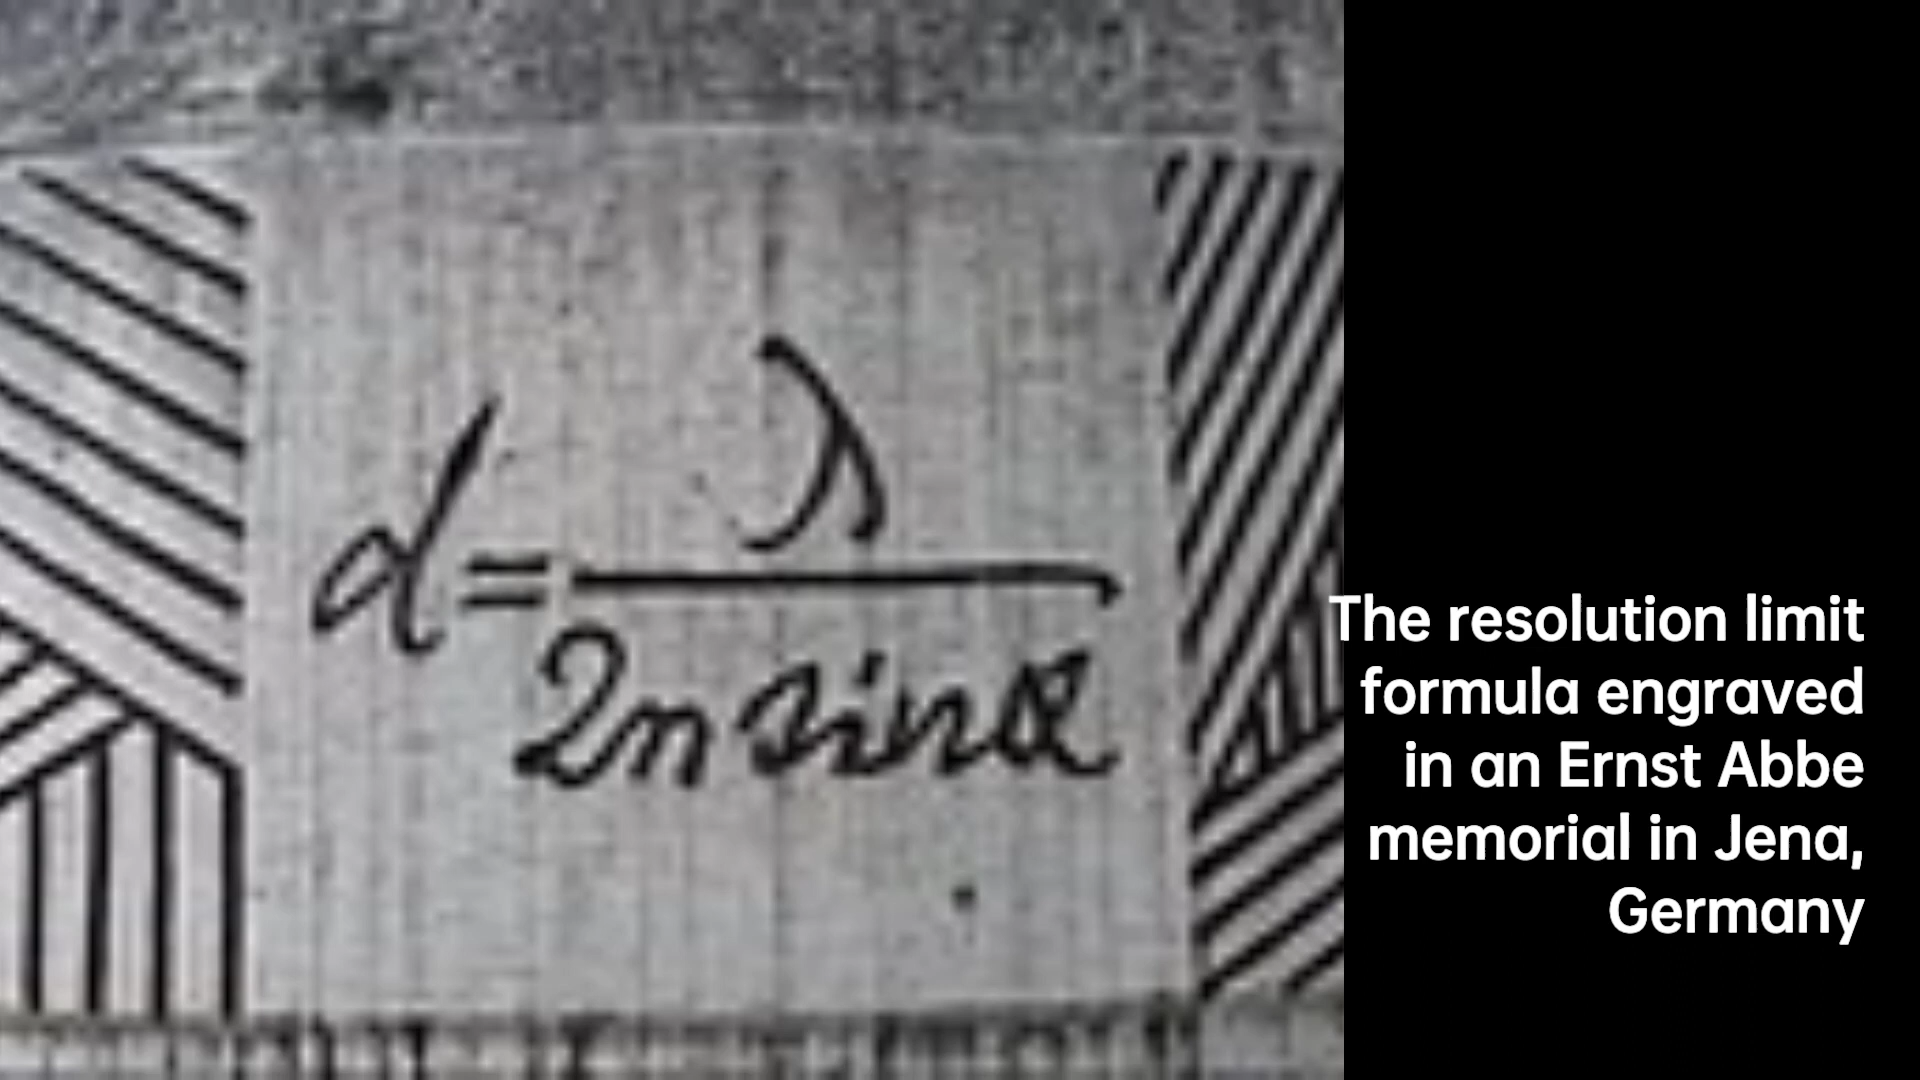 d = λ / 2n sin α
The resolution limit
formula engraved
in an Ernst Abbe
memorial in Jena,
Germany